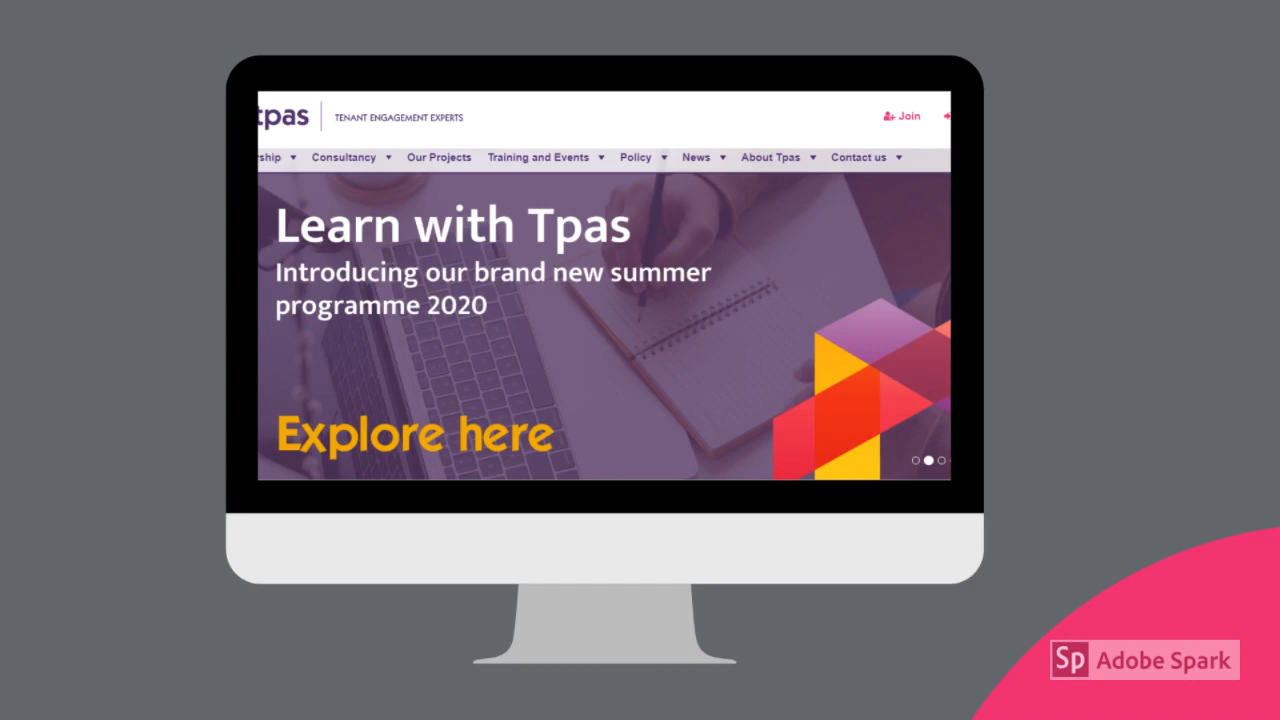 tpas
TENANT ENGAGEMENT EXPERTS
Join
ship
Consultancy
Our Projects
Training and Events
Policy
News
About Tpas
Contact us
Learn with Tpas
Introducing our brand new summer
programme 2020
Explore here
Sp Adobe Spark